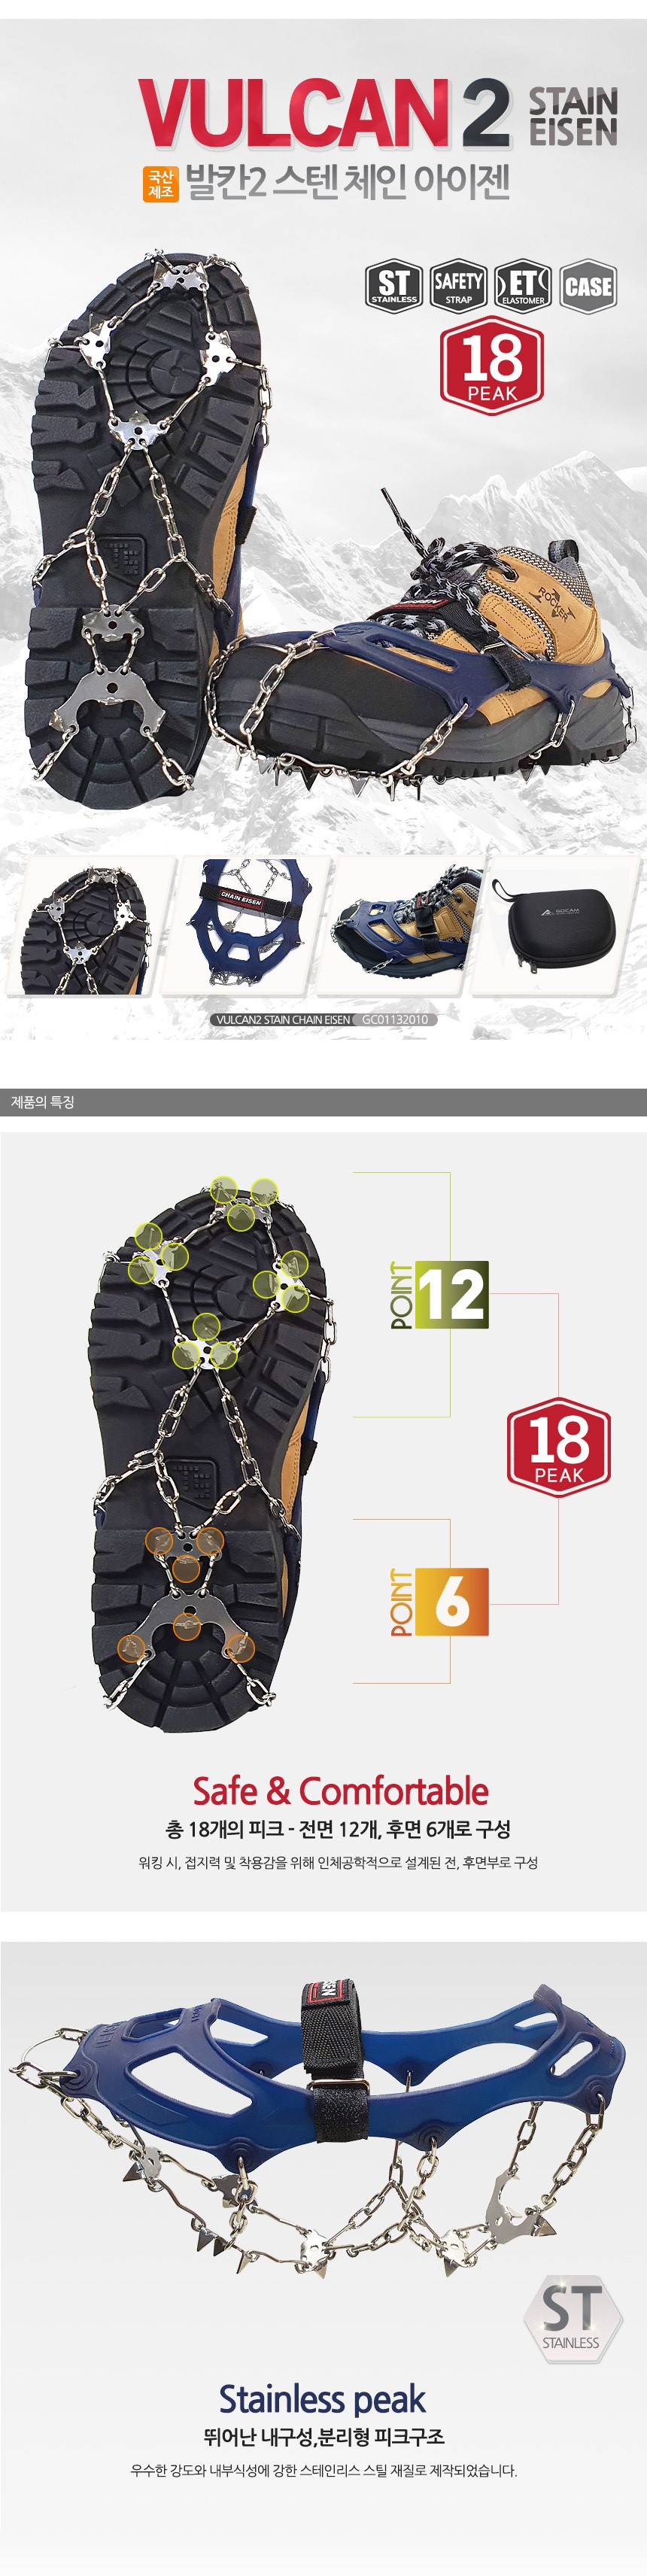 VULCAN 2 STAIN
EISEN
국산
제조
발칸2 스텐 체인 아이젠
ST
STAINLESS
SAFETY
STRAP
ET
ELASTOMER
CASE
18
PEAK
CHAIN EISEN
VULCAN2 STAIN CHAIN EISEN GC01132010
제품의 특징
POINT 12
18
PEAK
POINT 6
Safe & Comfortable
총 18개의 피크 - 전면 12개, 후면 6개로 구성
워킹 시, 접지력 및 착용감을 위해 인체공학적으로 설계된 전, 후면부로 구성
ST
STAINLESS
Stainless peak
뛰어난 내구성,분리형 피크구조
우수한 강도와 내부식성에 강한 스테인리스 스틸 재질로 제작되었습니다.